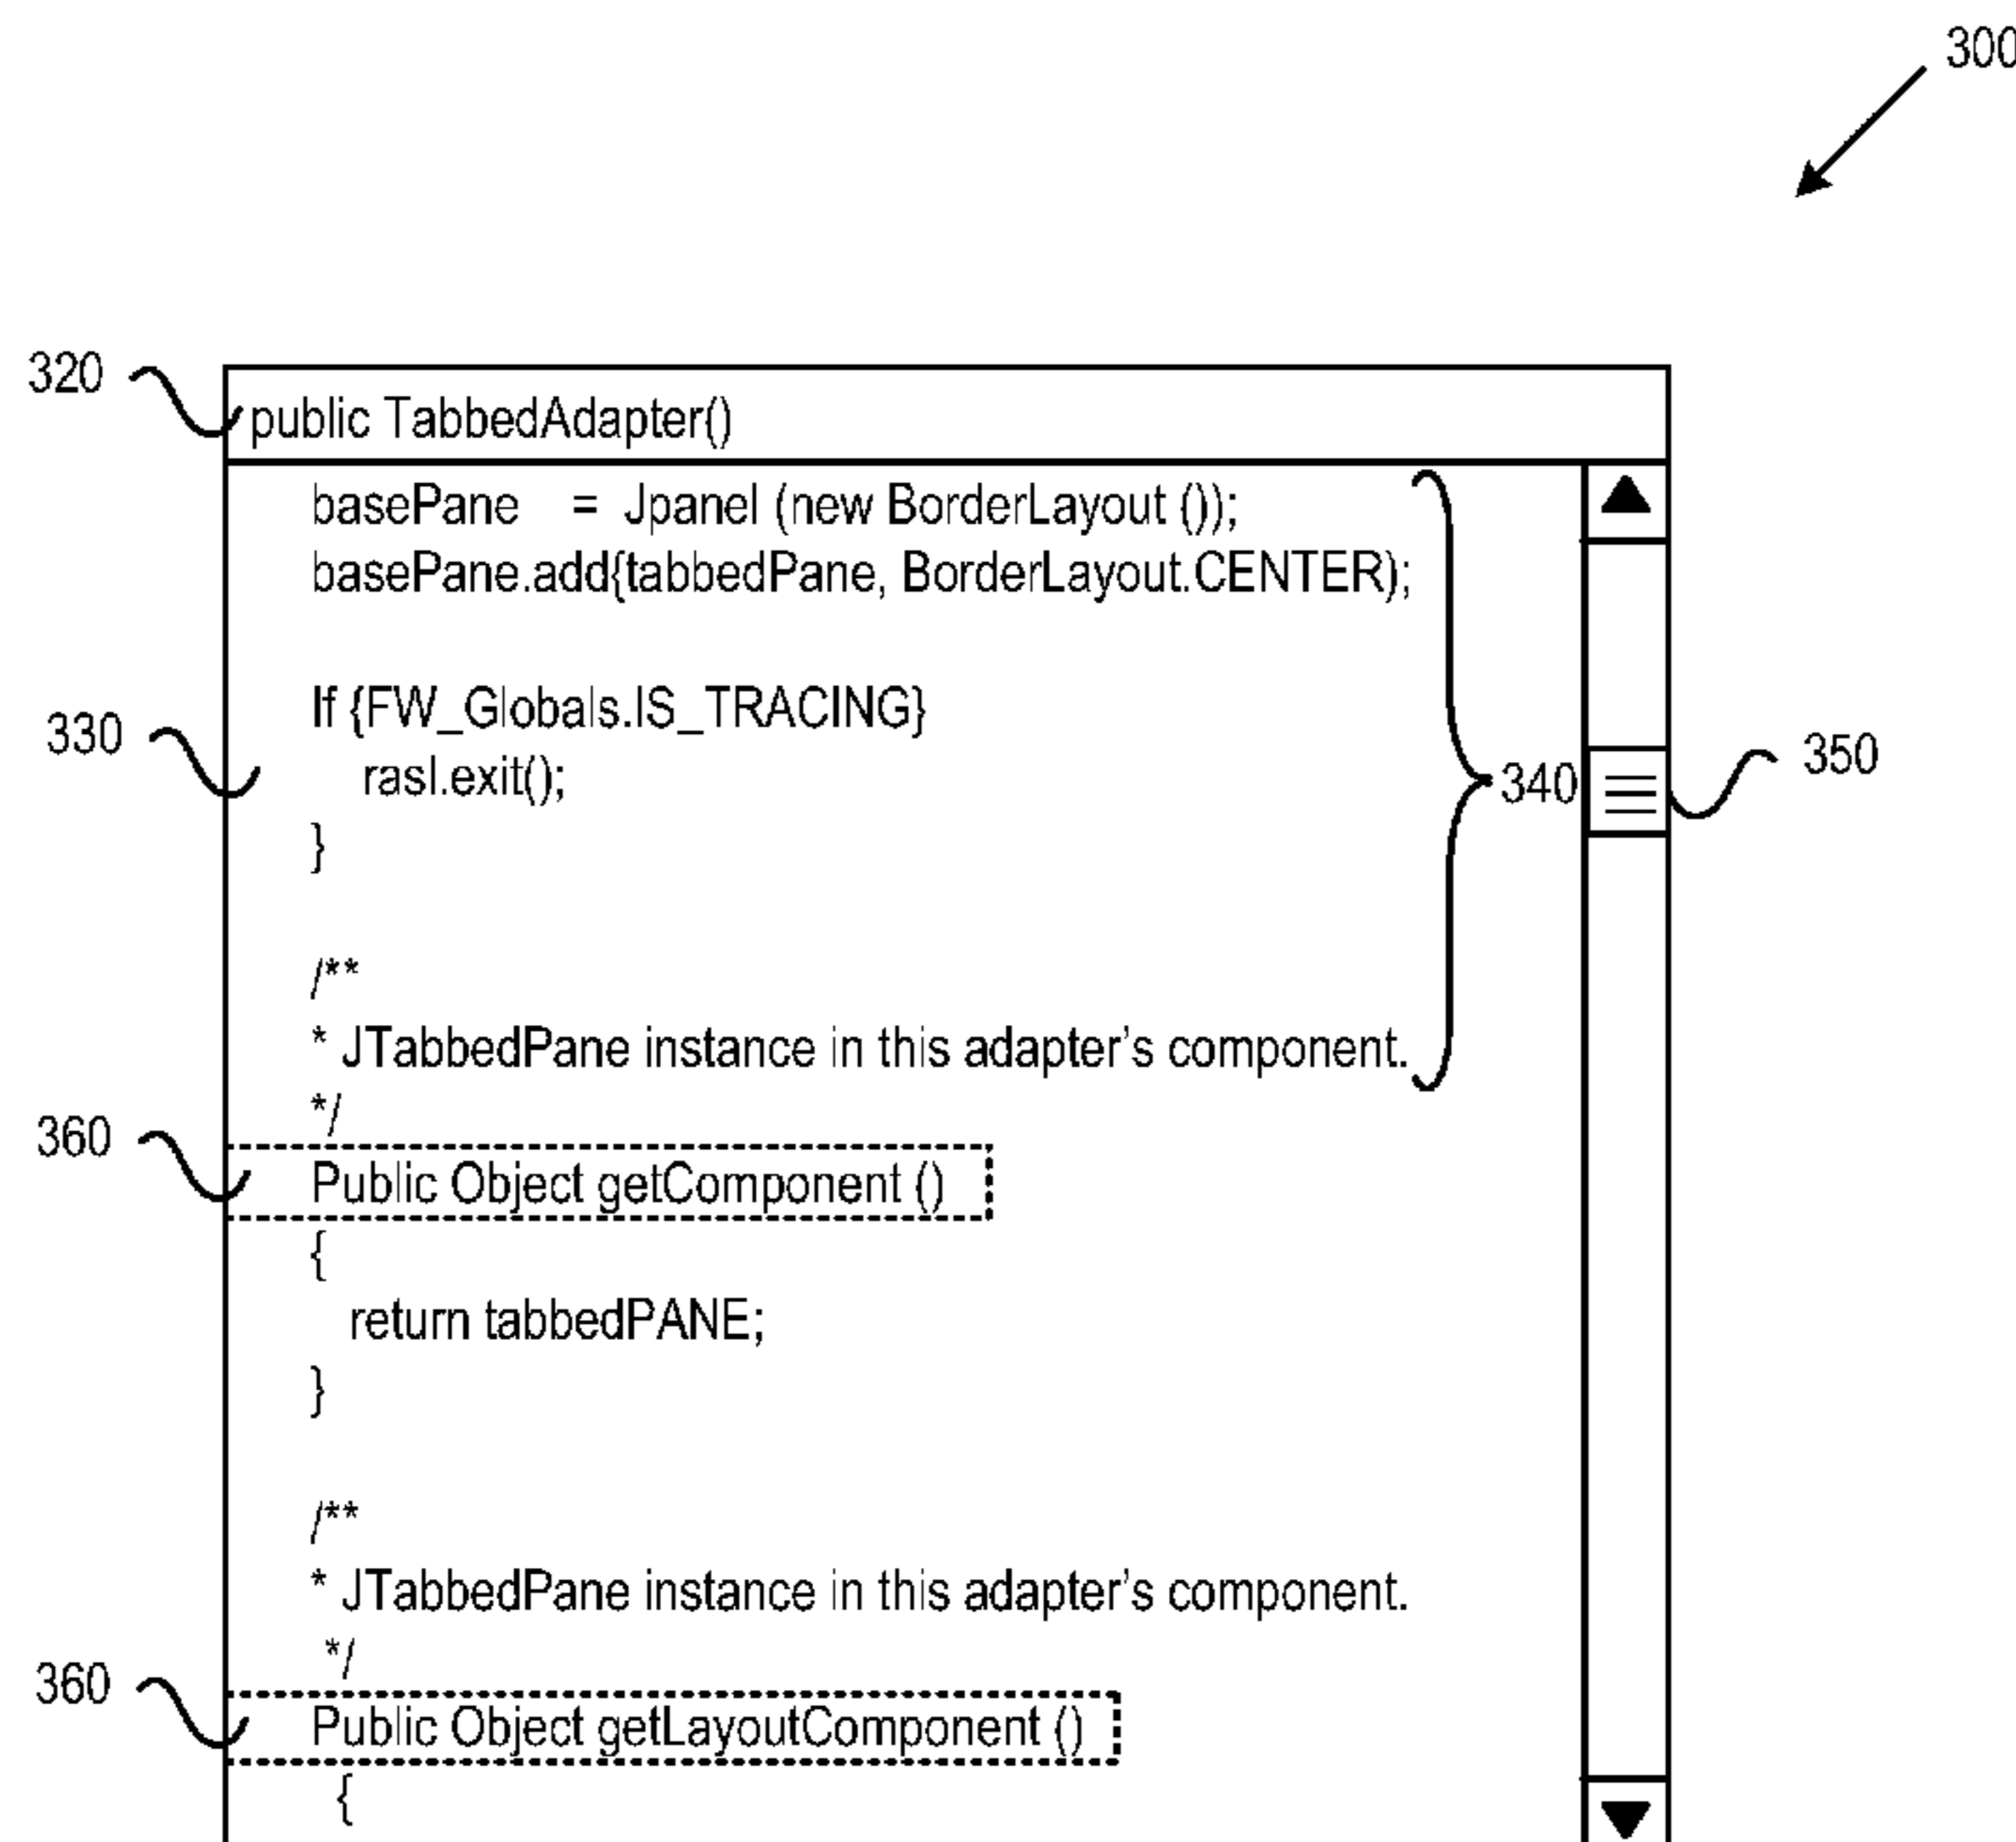 300
320
public TabbedAdapter()
basePane = Jpanel (new BorderLayout ());
basePane.add{tabbedPane, BorderLayout.CENTER);
If {FW_Globals.IS_TRACING}
330
rasl.exit();
340
350
}
/**
* JTabbedPane instance in this adapter's component.
*/
360
Public Object getComponent ()
{
return tabbedPANE;
}
/**
* JTabbedPane instance in this adapter's component.
*/
360
Public Object getLayoutComponent ()
{